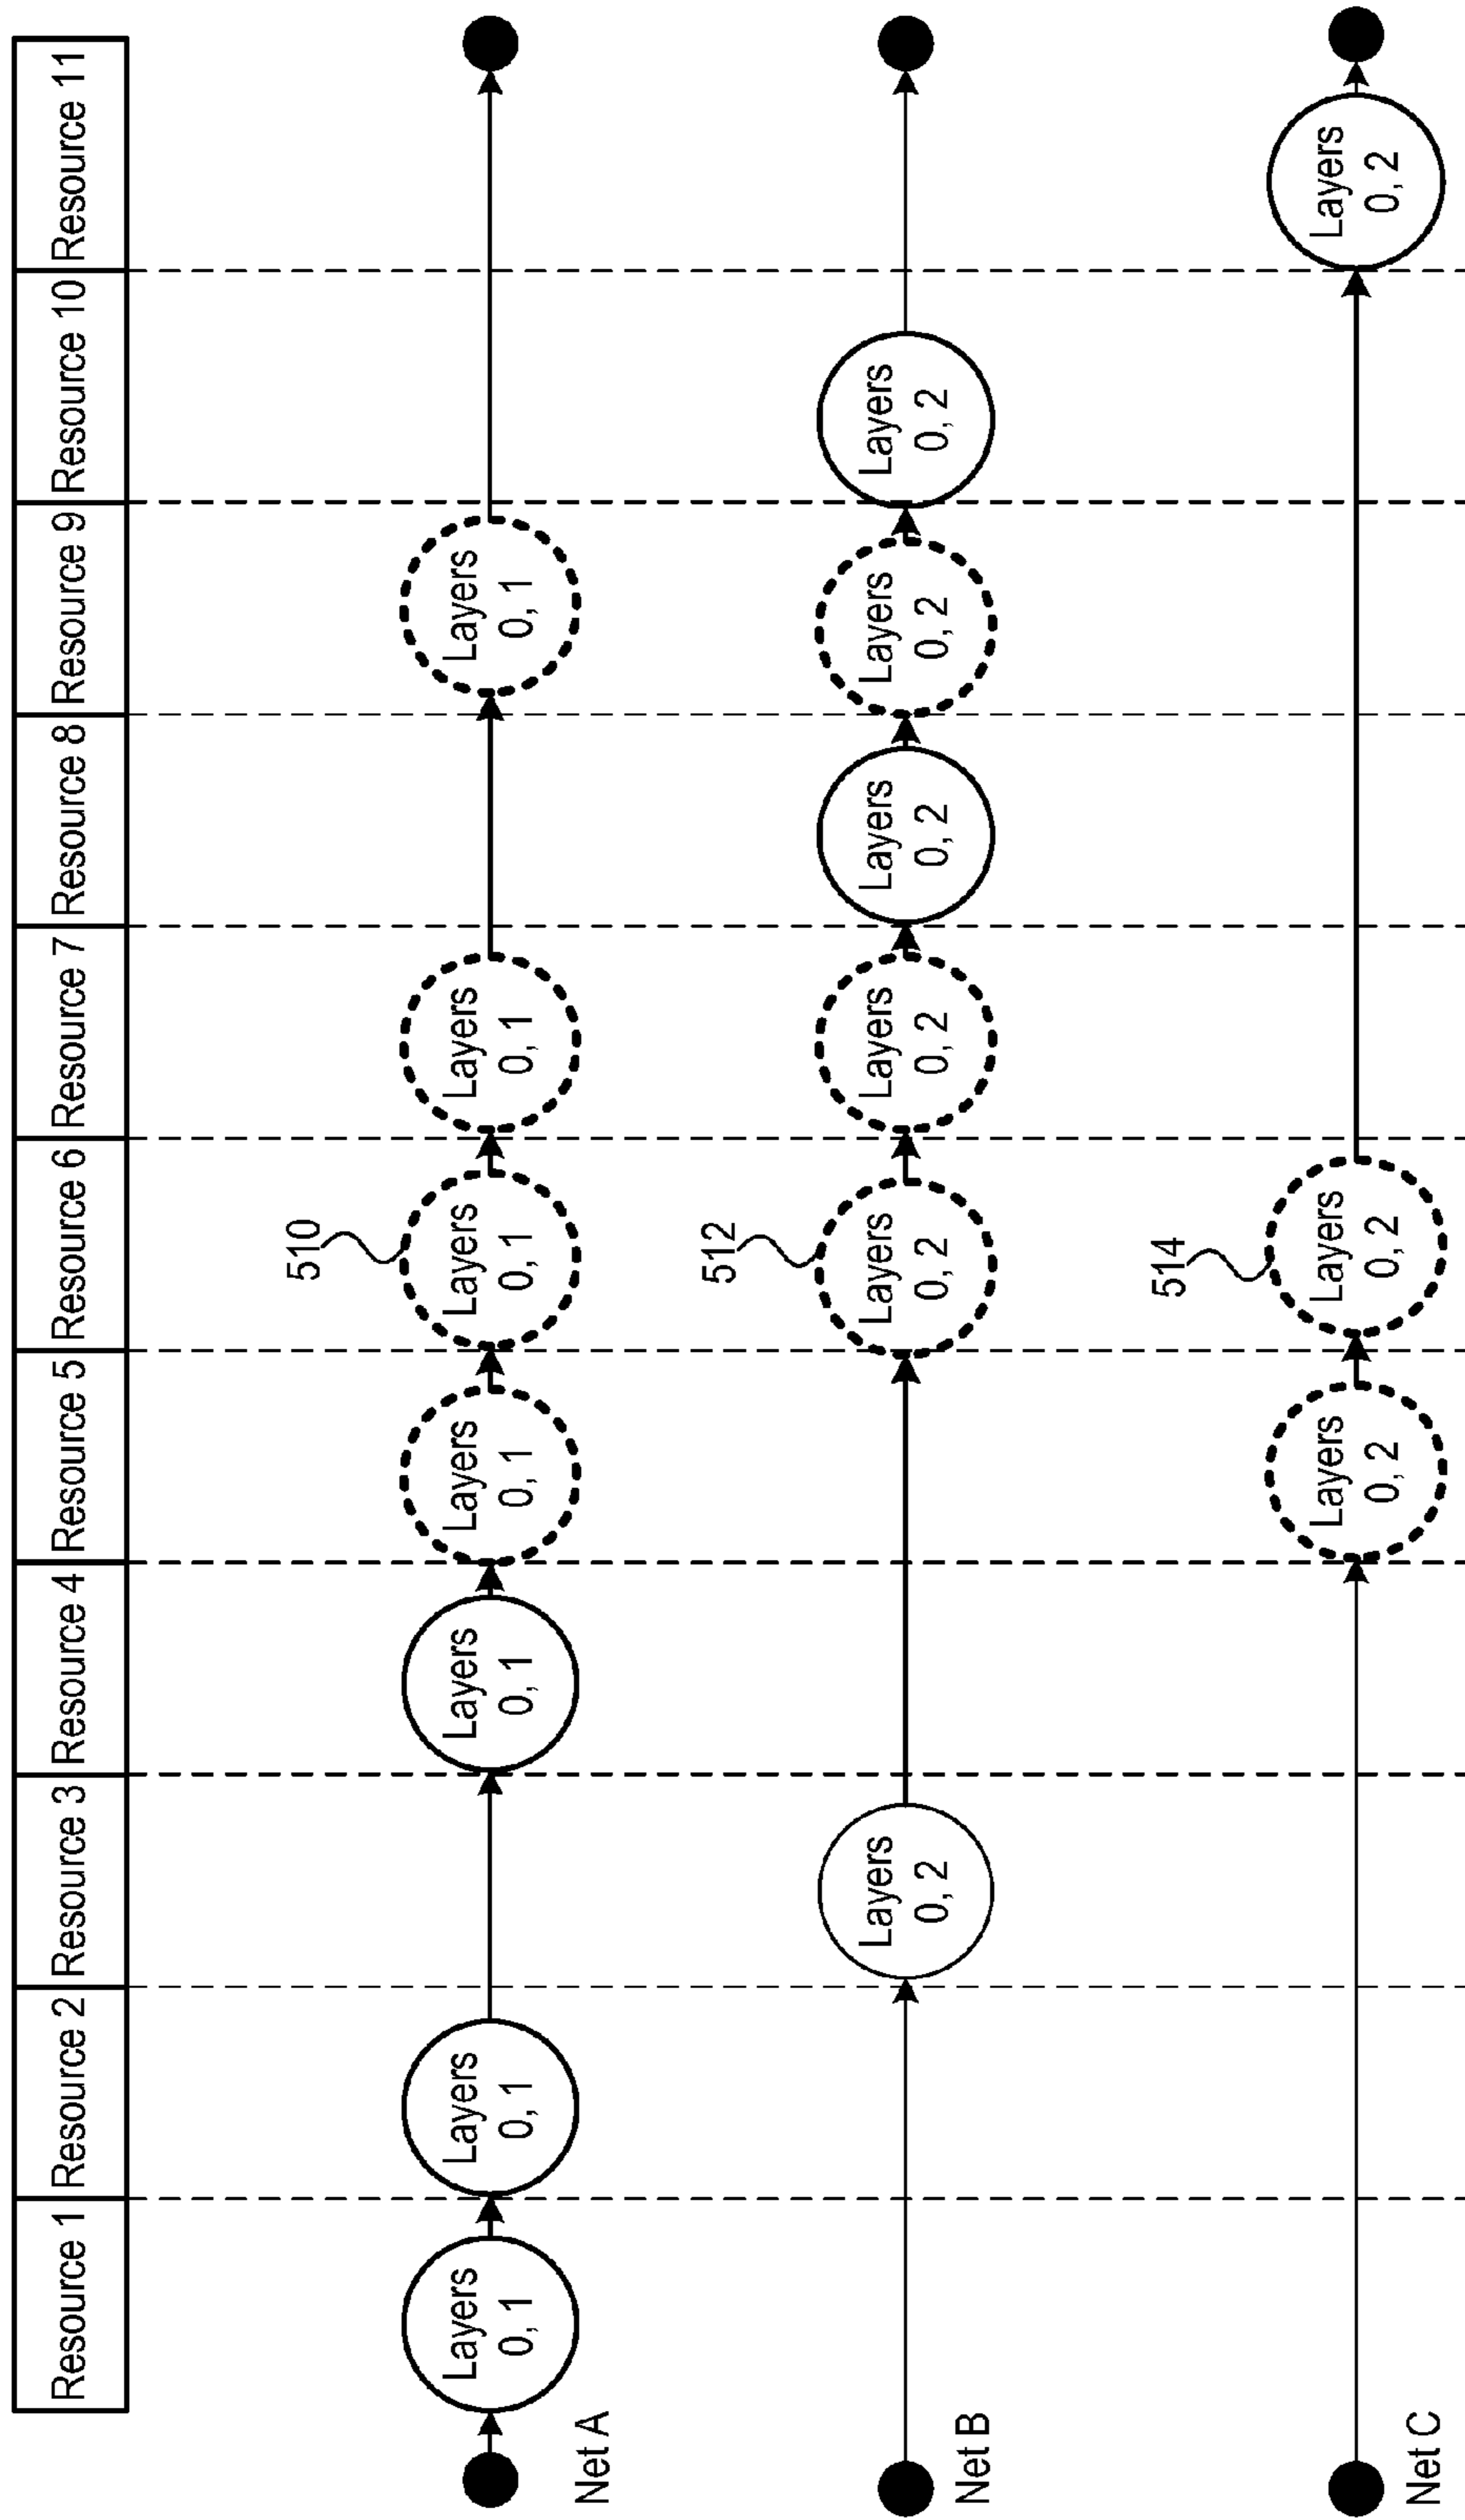 Resource 1
Resource 2
Resource 3
Resource 4
Resource 5
Resource 6
Resource 7
Resource 8
Resource 9
Resource 10
Resource 11
Net A
Layers
0, 1
Layers
0, 1
Layers
0, 1
Layers
0, 1
510
Layers
0, 1
Layers
0, 1
Layers
0, 1
Net B
Layers
0, 2
512
Layers
0, 2
Layers
0, 2
Layers
0, 2
Layers
0, 2
Layers
0, 2
Net C
Layers
0, 2
514
Layers
0, 2
Layers
0, 2